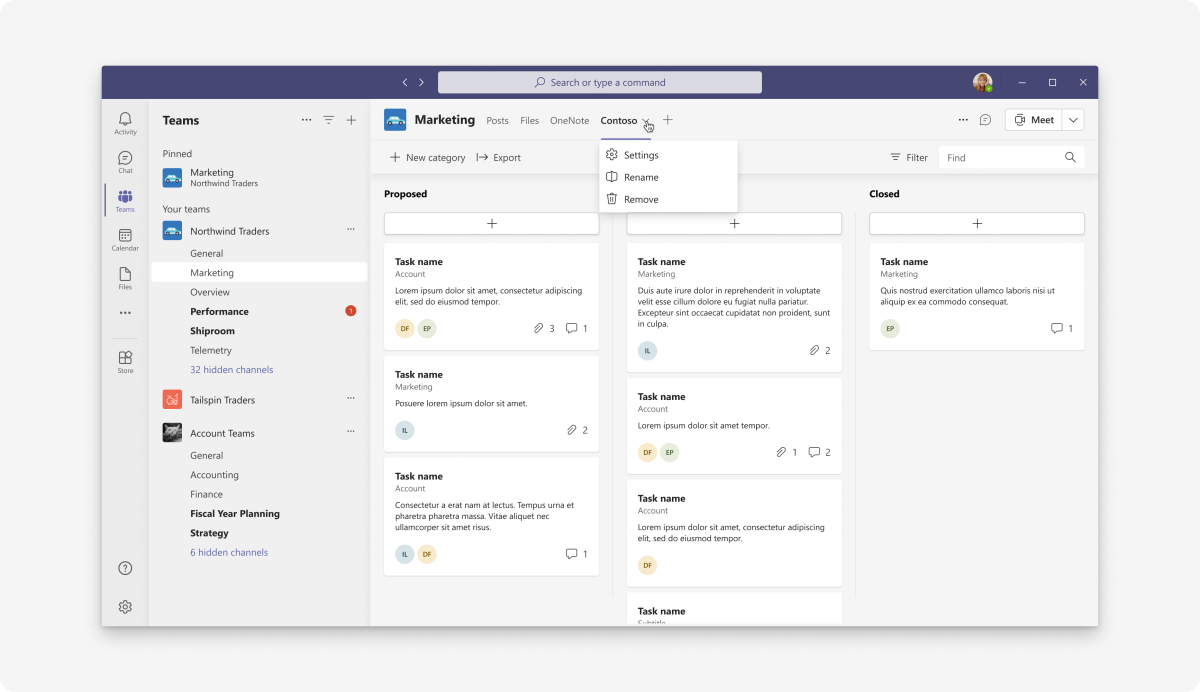 Search or type a command
Activity
Chat
Teams
Calendar
Files
Store
Teams
Pinned
Marketing
Northwind Traders
Your teams
Northwind Traders
General
Marketing
Overview
Performance
1
Shiproom
Telemetry
32 hidden channels
Tailspin Traders
Account Teams
General
Accounting
Finance
Fiscal Year Planning
Strategy
6 hidden channels
Marketing
Posts
Files
OneNote
Contoso
Meet
New category
Export
Settings
Rename
Remove
Filter
Find
Proposed
Task name
Account
Lorem ipsum dolor sit amet, consectetur adipiscing
elit, sed do eiusmod tempor.
DF EP 3 1
Task name
Marketing
Posuere lorem ipsum dolor sit amet.
IL 2
Task name
Account
Consectetur a erat nam at lectus. Tempus urna et
pharetra pharetra massa. Vitae aliquet nec
ullamcorper sit amet risus.
IL DF 1
Task name
Marketing
Duis aute irure dolor in reprehenderit in voluptate
velit esse cillum dolore eu fugiat nulla pariatur.
Excepteur sint occaecat cupidatat non proident, sunt
in culpa.
IL 2
Task name
Account
Lorem ipsum dolor sit amet tempor.
DF EP 1 2
Task name
Account
Lorem ipsum dolor sit amet, consectetur adipiscing
elit, sed do eiusmod tempor.
DF
Task name
Subtitle
Closed
Task name
Marketing
Quis nostrud exercitation ullamco laboris nisi ut
aliquip ex ea commodo consequat.
EP 1